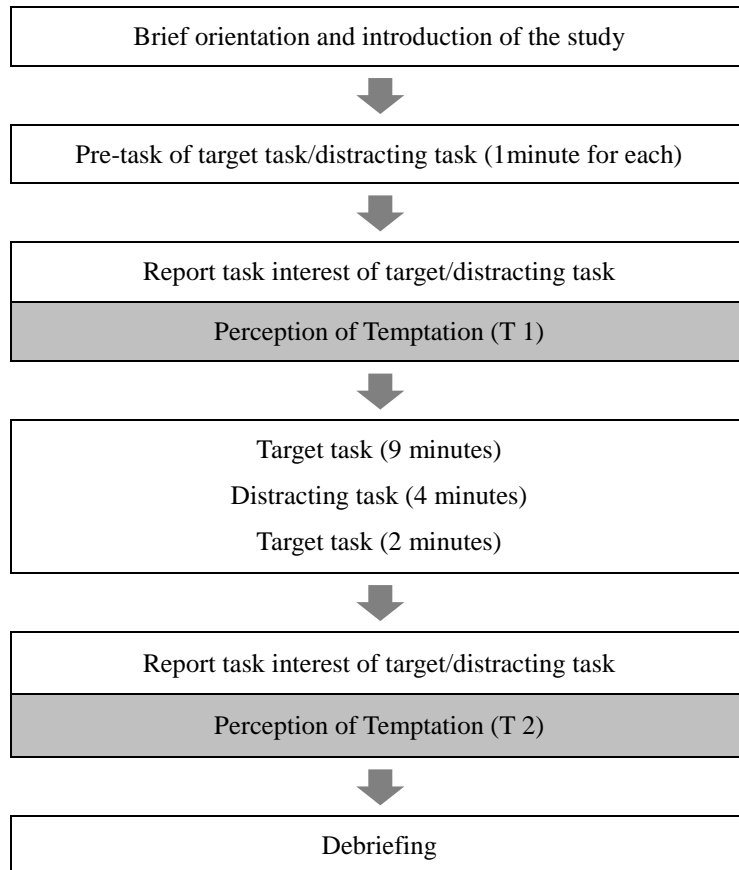 Brief orientation and introduction of the study
Pre-task of target task/distracting task (1minute for each)
Report task interest of target/distracting task
Perception of Temptation (T 1)
Target task (9 minutes)
Distracting task (4 minutes)
Target task (2 minutes)
Report task interest of target/distracting task
Perception of Temptation (T 2)
Debriefing